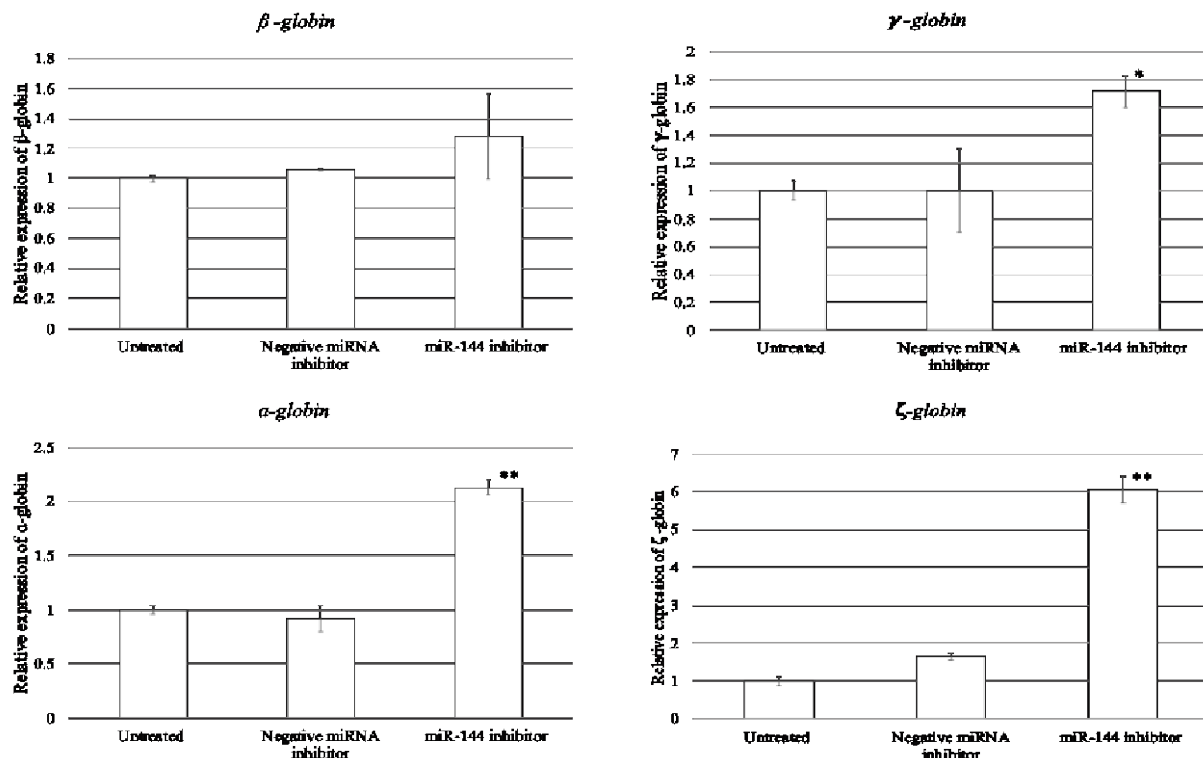 β-globin
Relative expression of β-globin
1.8
1.6
1.4
1.2
1
0.8
0.6
0.4
0.2
0
Untreated
Negative miRNA
inhibitor
miR-144 inhibitor
γ-globin
Relative expression of γ-globin
2
1.8
1.6
1.4
1.2
1
0.8
0.6
0.4
0.2
0
*
Untreated
Negative miRNA
inhibitor
miR-144 inhibitor
α-globin
Relative expression of α-globin
2.5
2
1.5
1
0.5
0
**
Untreated
Negative miRNA
inhibitor
miR-144 inhibitor
ζ-globin
Relative expression of ζ-globin
7
6
5
4
3
2
1
0
**
Untreated
Negative miRNA
inhibitor
miR-144 inhibitor